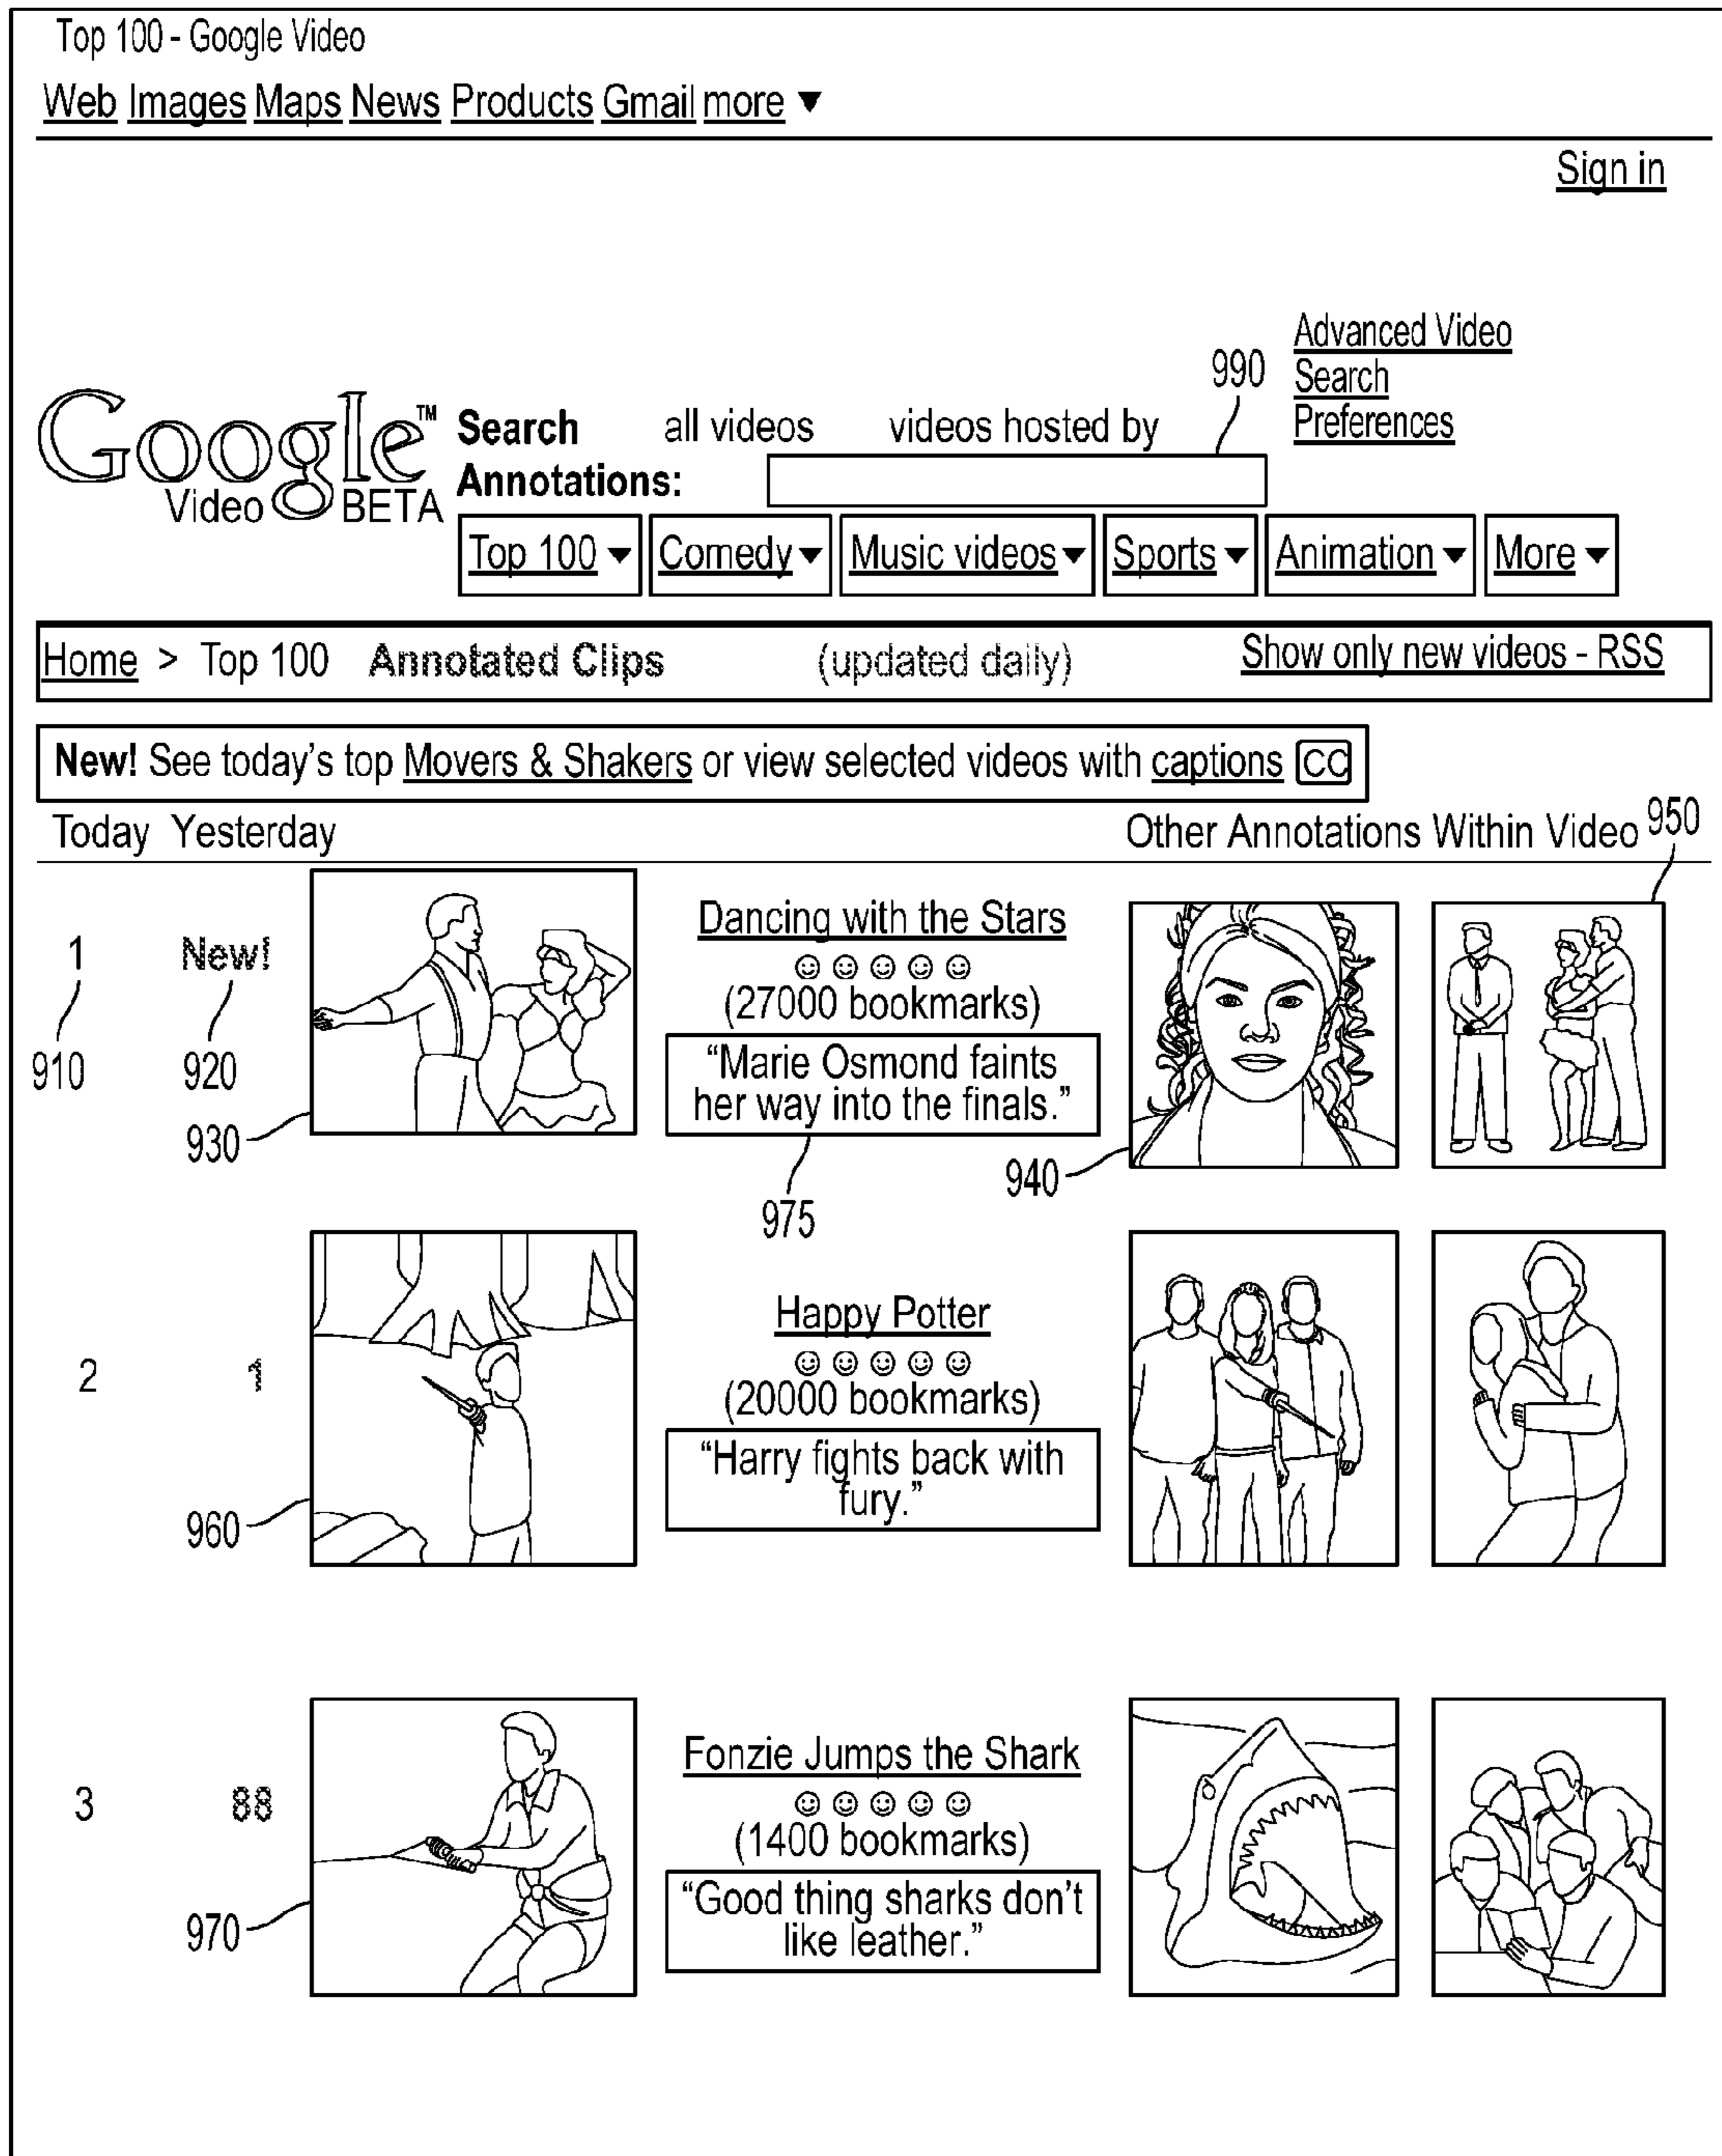 Top 100 - Google Video
Web Images Maps News Products Gmail more ▼
Sign in
Advanced Video
Search
Preferences
990
Google™
Video BETA
Search all videos videos hosted by
Annotations:
Top 100 ▼ Comedy ▼ Music videos ▼ Sports ▼ Animation ▼ More ▼
Home > Top 100 Annotated Clips (updated daily) Show only new videos - RSS
New! See today's top Movers & Shakers or view selected videos with captions CC
Today Yesterday Other Annotations Within Video 950
1 New!
910 920
930
Dancing with the Stars
(27000 bookmarks)
“Marie Osmond faints
her way into the finals.”
975
940
2 1
960
Happy Potter
(20000 bookmarks)
“Harry fights back with
fury.”
3 88
970
Fonzie Jumps the Shark
(1400 bookmarks)
“Good thing sharks don't
like leather.”